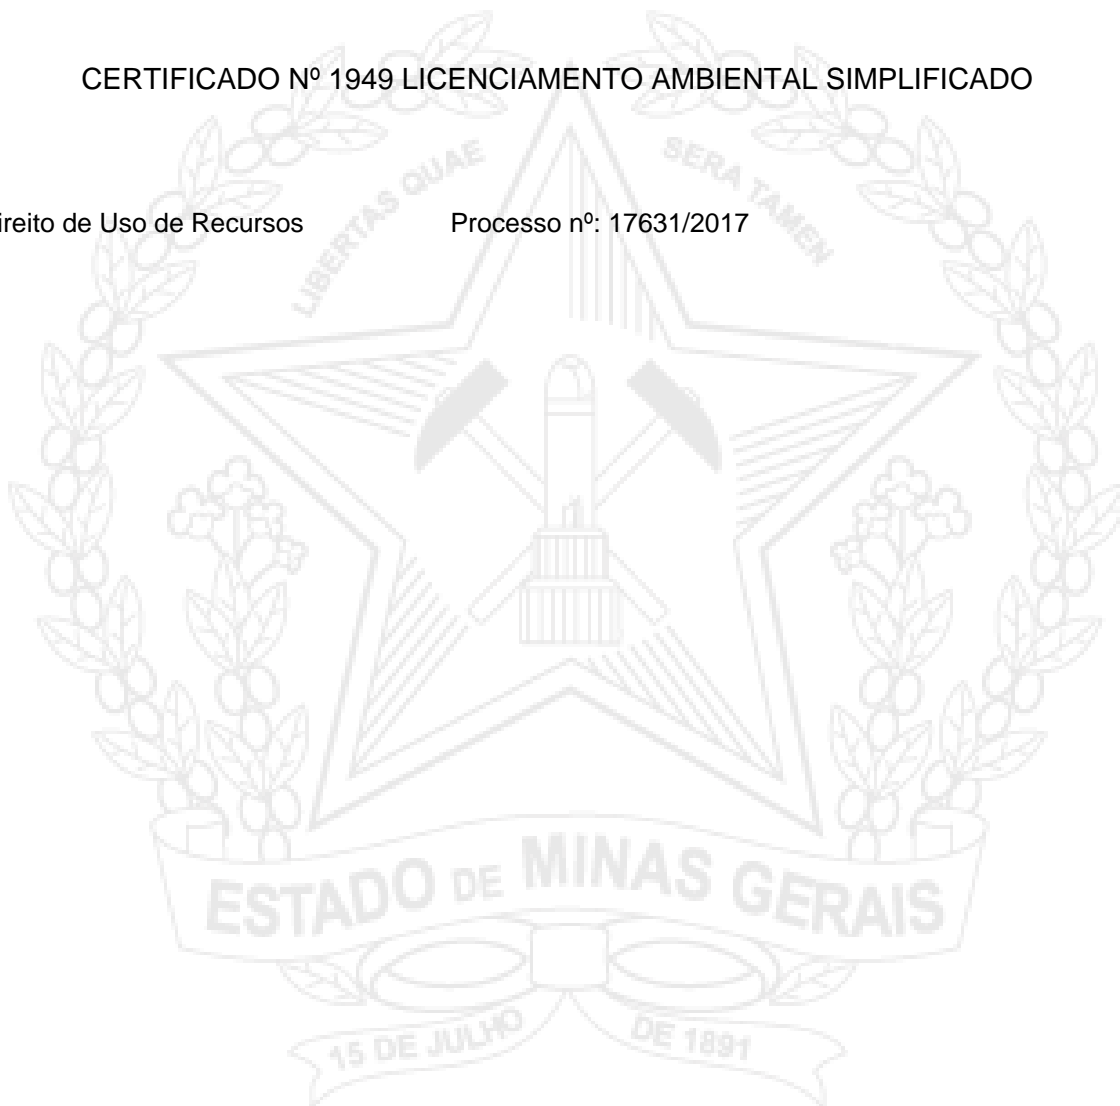 CERTIFICADO Nº 1949 LICENCIAMENTO AMBIENTAL SIMPLIFICADO
LIBERTAS QUAE SERA TAMEN
ireito de Uso de Recursos Processo nº: 17631/2017
ESTADO DE MINAS GERAIS
15 DE JULHO DE 1891